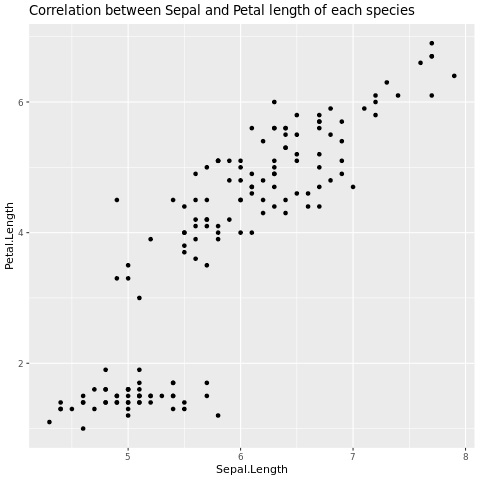 Correlation between Sepal and Petal length of each species
6
4
2
Petal.Length
5
6
7
8
Sepal.Length